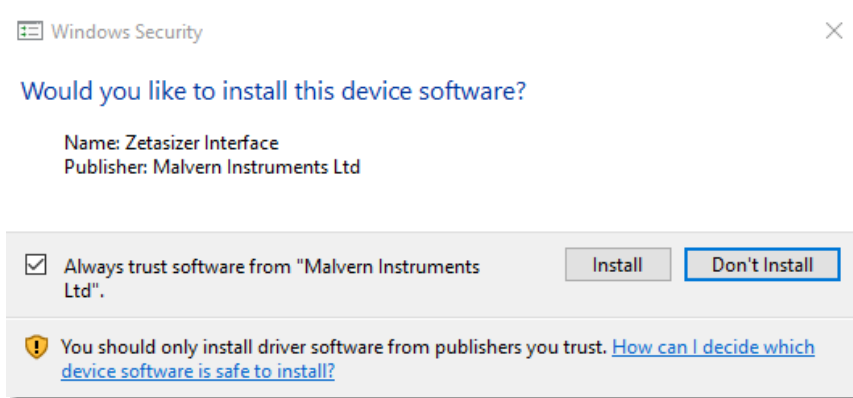 Windows Security
Would you like to install this device software?
Name: Zetasizer Interface
Publisher: Malvern Instruments Ltd
Always trust software from "Malvern Instruments
Ltd".
Install
Don't Install
You should only install driver software from publishers you trust. How can I decide which
device software is safe to install?